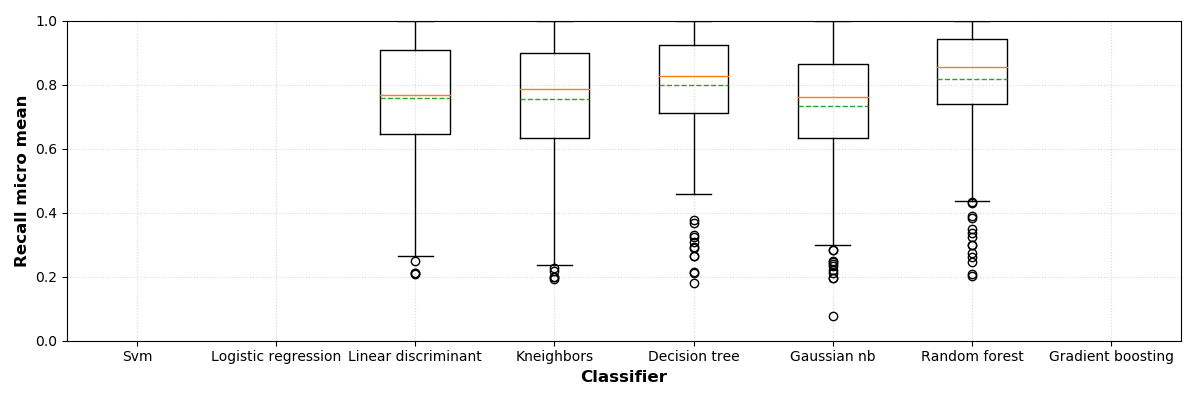 1.0
0.8
0.6
0.4
0.2
0.0
Recall micro mean
Svm Logistic regression Linear discriminant Kneighbors Decision tree Gaussian nb Random forest Gradient boosting
Classifier